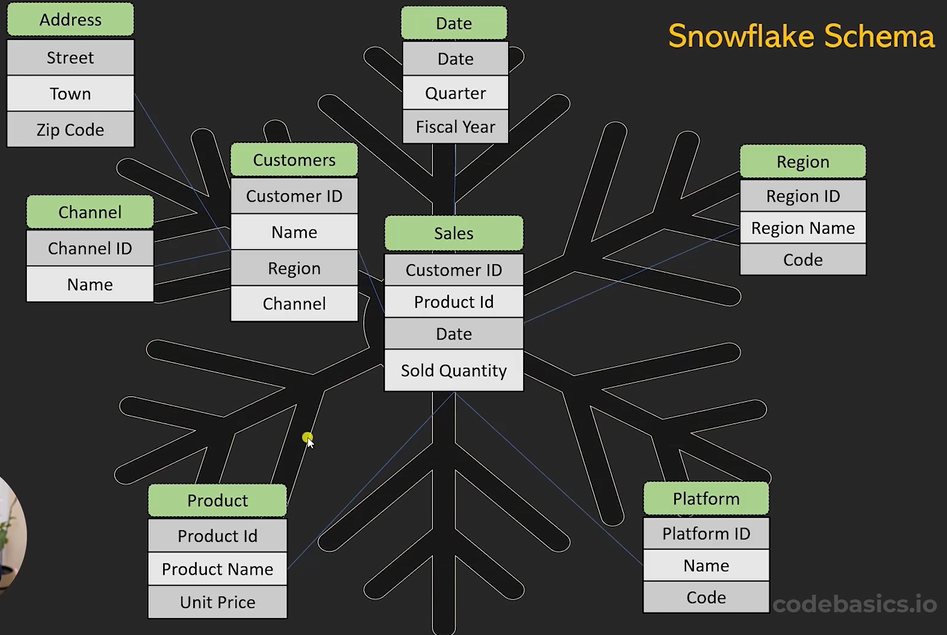 Snowflake Schema
Address
Street
Town
Zip Code
Date
Date
Quarter
Fiscal Year
Customers
Customer ID
Name
Region
Channel
Channel
Channel ID
Name
Sales
Customer ID
Product Id
Date
Sold Quantity
Region
Region ID
Region Name
Code
Product
Product Id
Product Name
Unit Price
Platform
Platform ID
Name
Code
codebasics.io